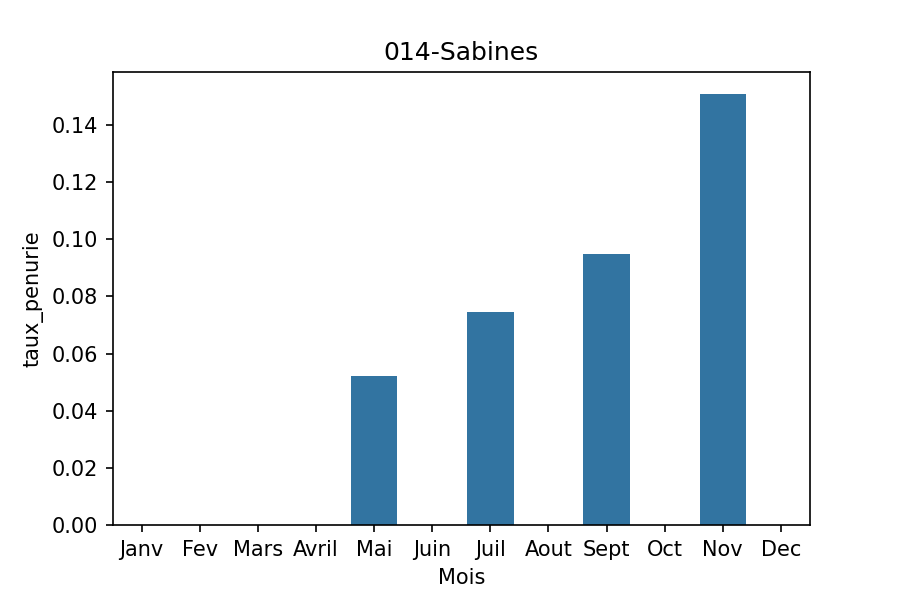 014-Sabines
taux_penurie
0.14
0.12
0.10
0.08
0.06
0.04
0.02
0.00
Janv Fev Mars Avril Mai Juin Juil Aout Sept Oct Nov Dec
Mois